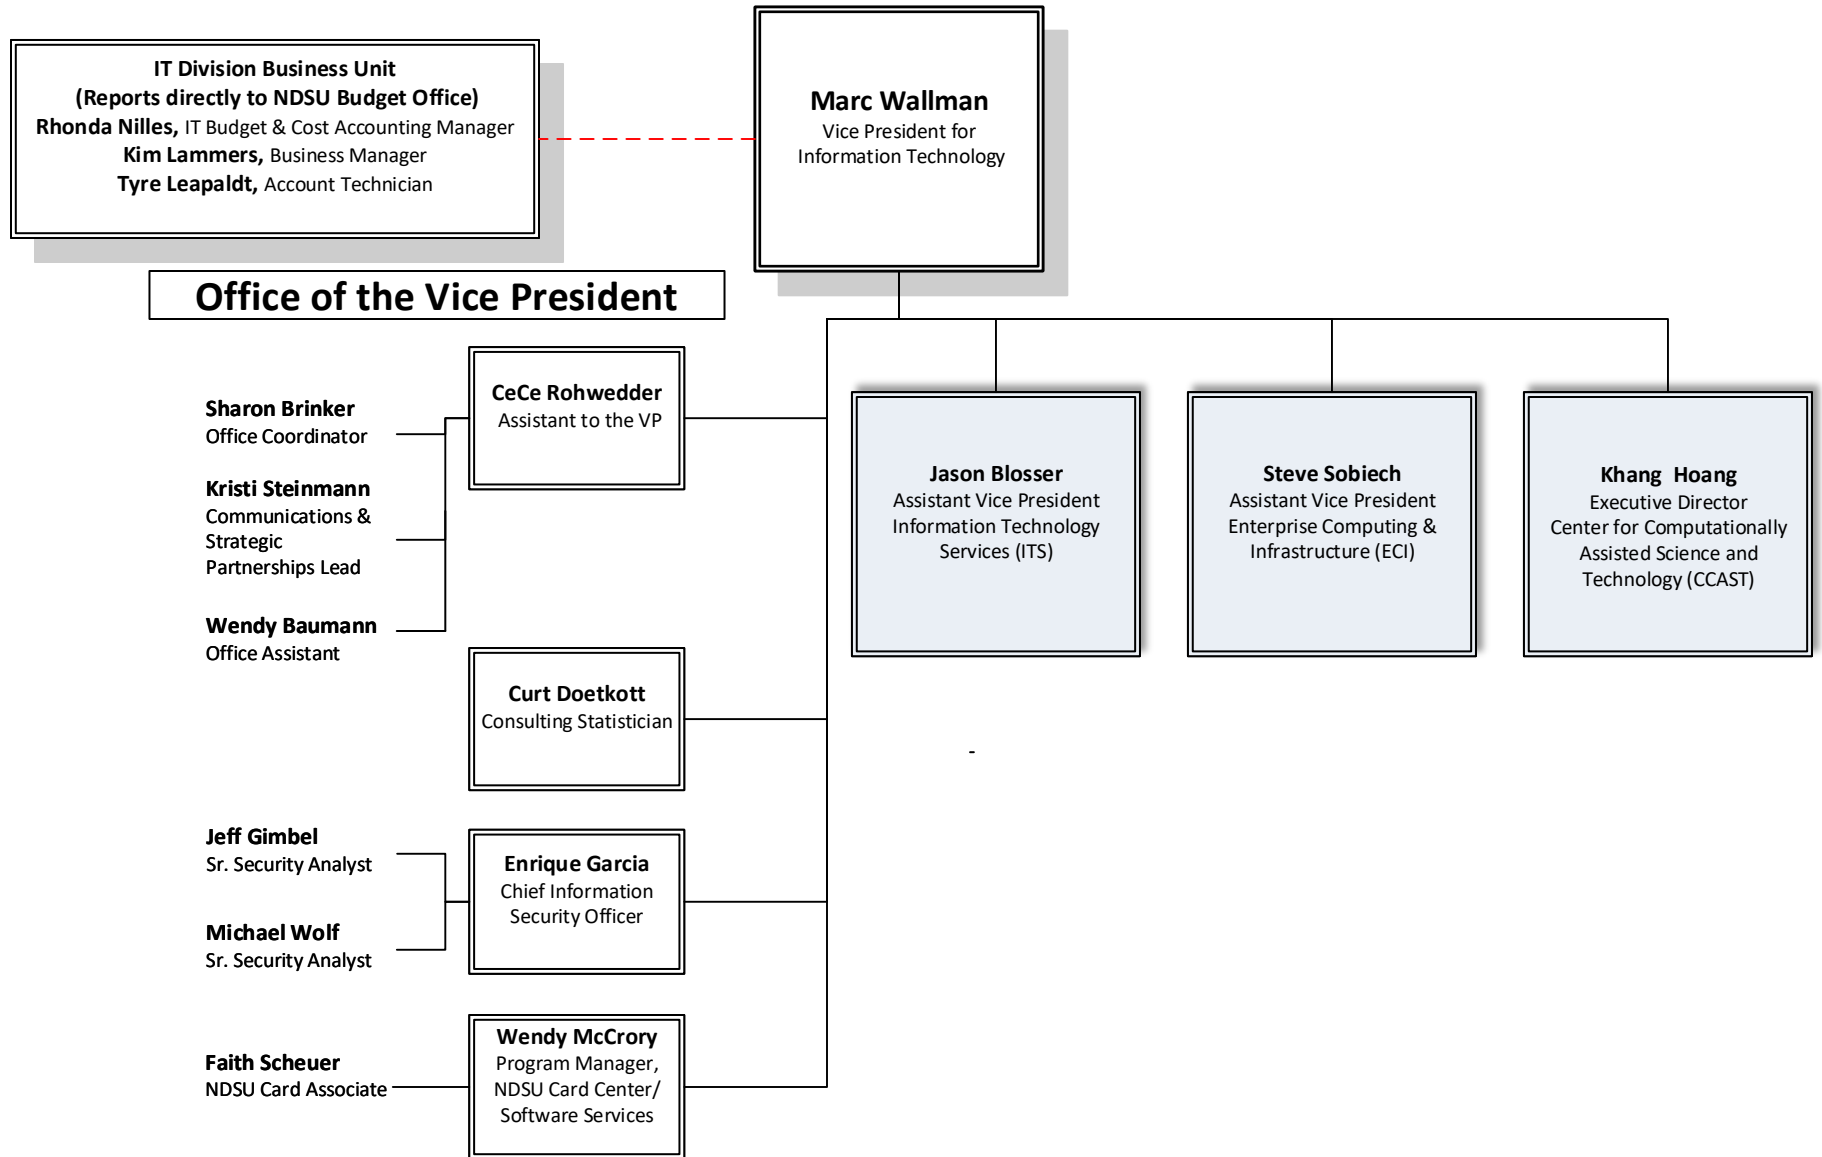 IT Division Business Unit
(Reports directly to NDSU Budget Office)
Rhonda Nilles, IT Budget & Cost Accounting Manager
Kim Lammers, Business Manager
Tyre Leapaldt, Account Technician
Marc Wallman
Vice President for
Information Technology
Office of the Vice President
CeCe Rohwedder
Assistant to the VP
Sharon Brinker
Office Coordinator
Kristi Steinmann
Communications &
Strategic
Partnerships Lead
Wendy Baumann
Office Assistant
Curt Doetkott
Consulting Statistician
Jeff Gimbel
Sr. Security Analyst
Michael Wolf
Sr. Security Analyst
Enrique Garcia
Chief Information
Security Officer
Faith Scheuer
NDSU Card Associate
Wendy McCrory
Program Manager,
NDSU Card Center/
Software Services
Jason Blosser
Assistant Vice President
Information Technology
Services (ITS)
Steve Sobiech
Assistant Vice President
Enterprise Computing &
Infrastructure (ECI)
Khang  Hoang
Executive Director
Center for Computationally
Assisted Science and
Technology (CCAST)
-